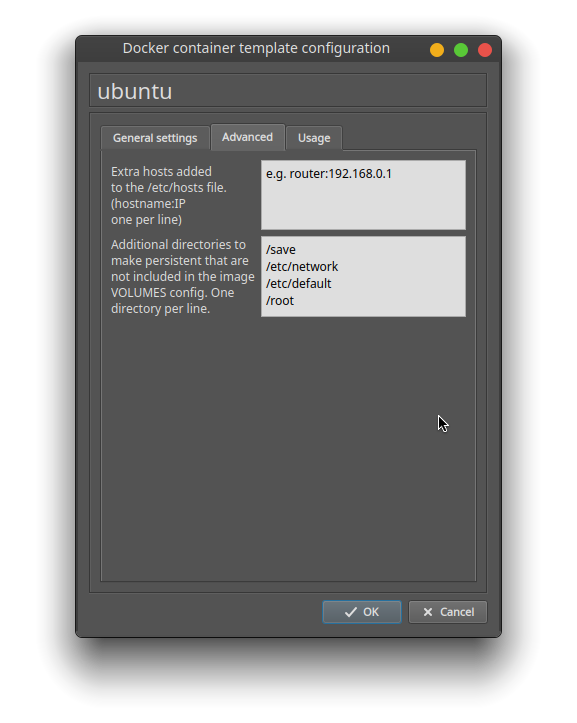 Docker container template configuration
ubuntu
General settings
Advanced
Usage
Extra hosts added
to the /etc/hosts file.
(hostname:IP
one per line)
e.g. router:192.168.0.1
Additional directories to
make persistent that are
not included in the image
VOLUMES config. One
directory per line.
/save
/etc/network
/etc/default
/root
OK
Cancel